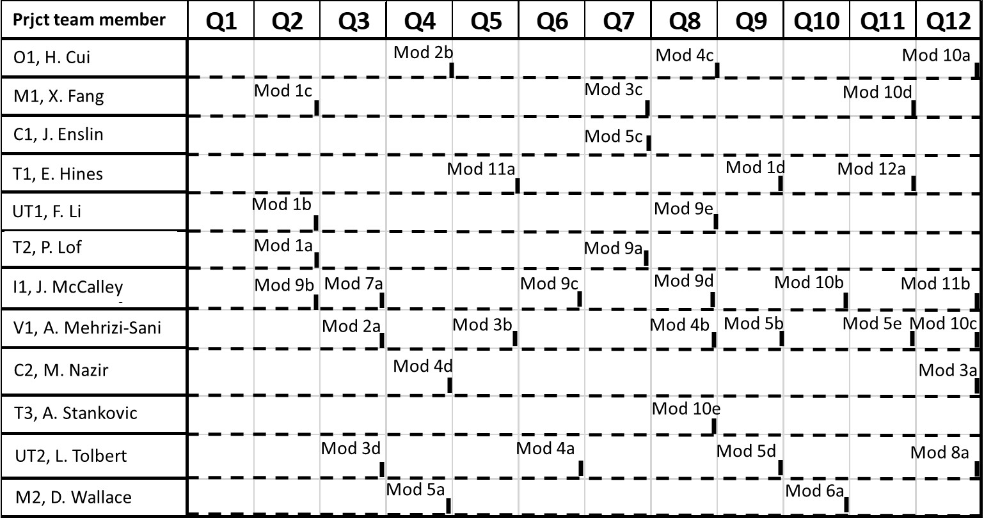 Prjct team member Q1 Q2 Q3 Q4 Q5 Q6 Q7 Q8 Q9 Q10 Q11 Q12
O1, H. Cui Mod 2b Mod 4c Mod 10a
M1, X. Fang Mod 1c Mod 3c Mod 10d
C1, J. Enslin Mod 5c
T1, E. Hines Mod 11a Mod 1d Mod 12a
UT1, F. Li Mod 1b Mod 9e
T2, P. Lof Mod 1a Mod 9a
I1, J. McCalley Mod 9b Mod 7a Mod 9c Mod 9d Mod 10b Mod 11b
V1, A. Mehrizi-Sani Mod 2a Mod 3b Mod 4b Mod 5b Mod 5e Mod 10c
C2, M. Nazir Mod 4d Mod 3a
T3, A. Stankovic Mod 10e
UT2, L. Tolbert Mod 3d Mod 4a Mod 5d Mod 8a
M2, D. Wallace Mod 5a Mod 6a